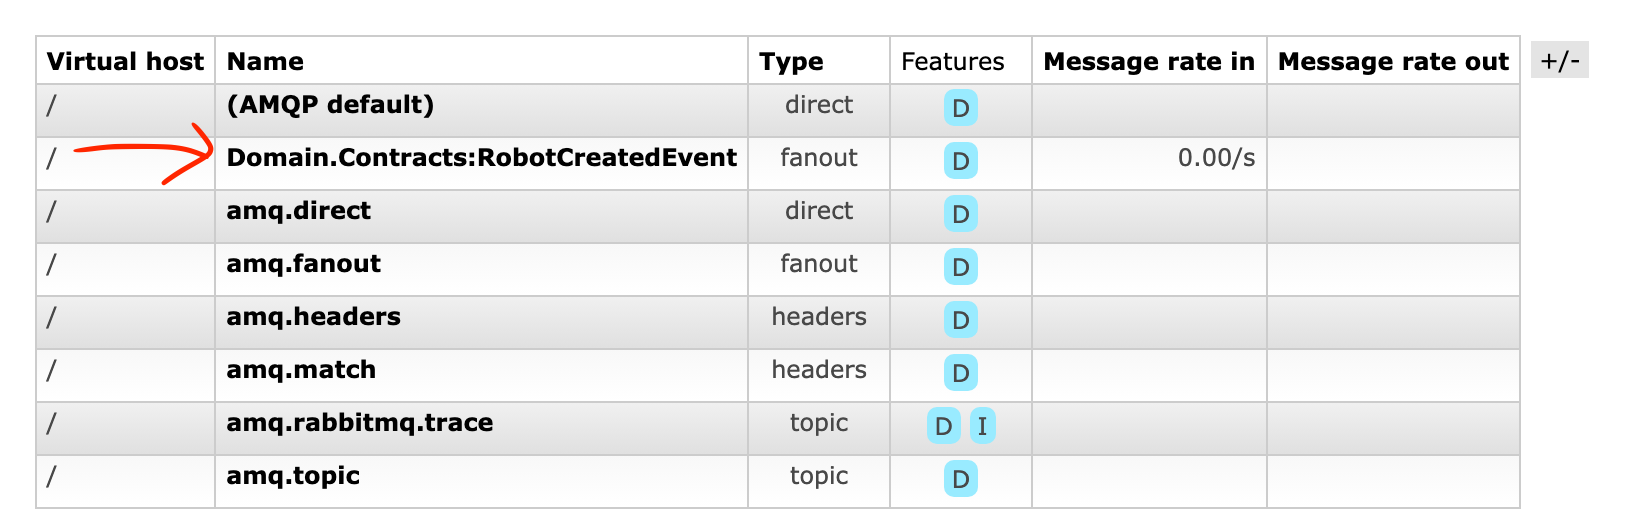 Virtual host Name Type Features Message rate in Message rate out +/-
/ (AMQP default) direct D
/ Domain.Contracts:RobotCreatedEvent fanout D 0.00/s
/ amq.direct direct D
/ amq.fanout fanout D
/ amq.headers headers D
/ amq.match headers D
/ amq.rabbitmq.trace topic D I
/ amq.topic topic D